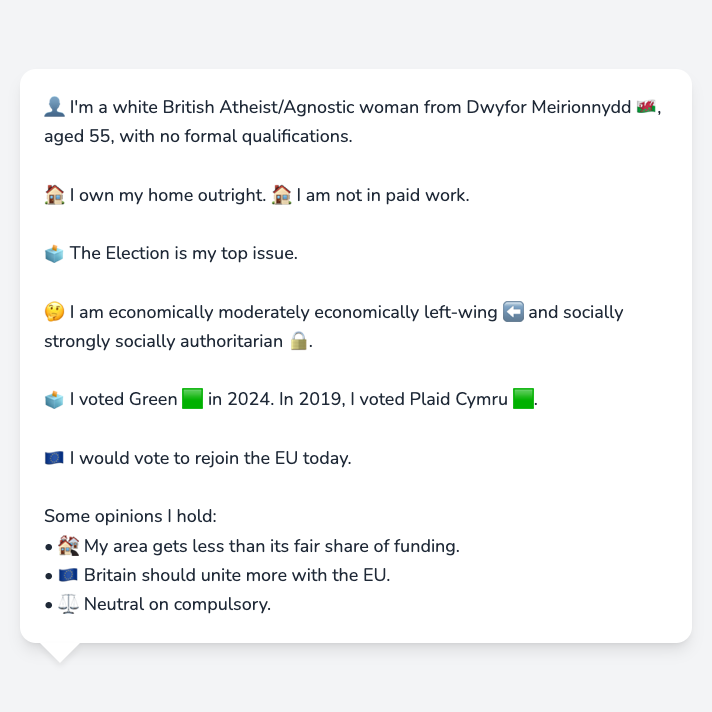 👤 I'm a white British Atheist/Agnostic woman from Dwyfor Meirionnydd 🏴󠁧󠁢󠁷󠁬󠁳󠁿,
aged 55, with no formal qualifications.
🏠 I own my home outright. 🏠 I am not in paid work.
🗳️ The Election is my top issue.
🤔 I am economically moderately economically left-wing ⬅️ and socially
strongly socially authoritarian 🔒.
🗳️ I voted Green 🟩 in 2024. In 2019, I voted Plaid Cymru 🟩.
🇪🇺 I would vote to rejoin the EU today.
Some opinions I hold:
• 🏚️ My area gets less than its fair share of funding.
• 🇪🇺 Britain should unite more with the EU.
• ⚖️ Neutral on compulsory.